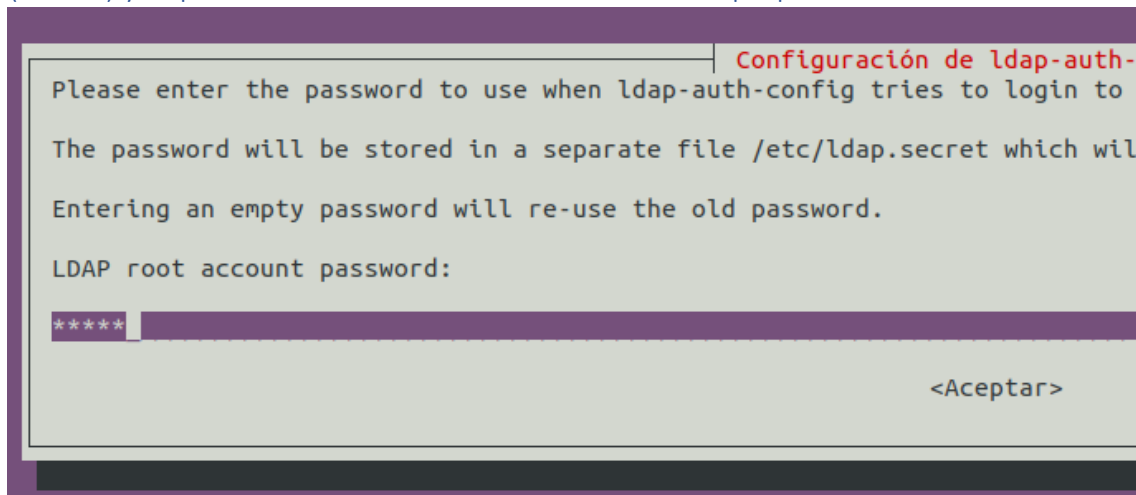 Configuración de ldap-auth-
Please enter the password to use when ldap-auth-config tries to login to
The password will be stored in a separate file /etc/ldap.secret which wil
Entering an empty password will re-use the old password.
LDAP root account password:
*****_
<Aceptar>